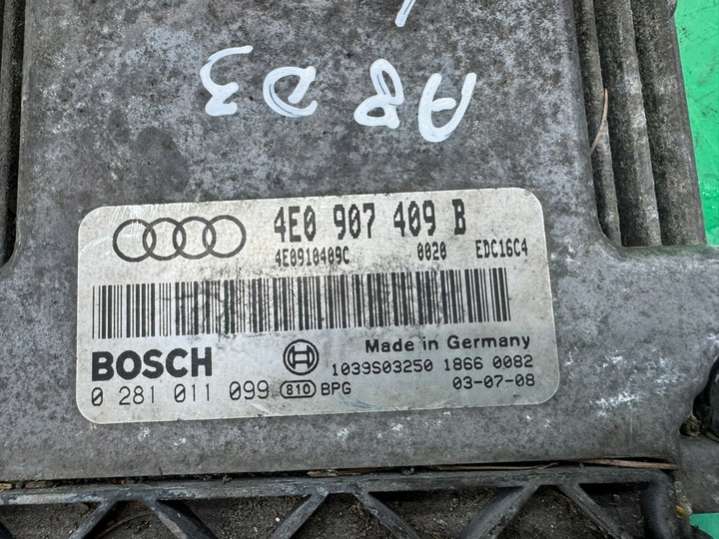 A8 D3
4E0 907 409 B
4E0910409C 0020 EDC16C4
Made in Germany
BOSCH
1039S03250 1866 0082
0 281 011 099 810 BPG 03-07-08